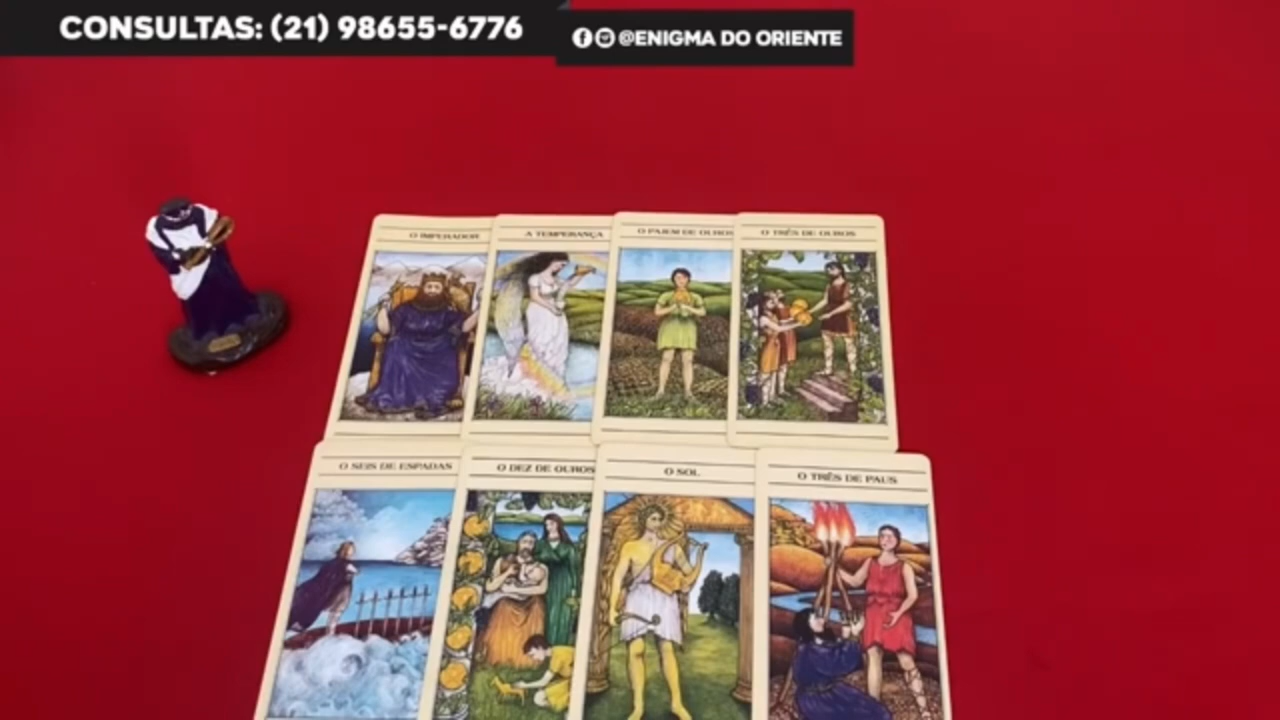 CONSULTAS: (21) 98655-6776
@ENIGMA DO ORIENTE
O IMPERADOR
A TEMPERANÇA
O PAJEM DE OUROS
O TRÊS DE OUROS
O SEIS DE ESPADAS
O DEZ DE OUROS
O SOL
O TRÊS DE PAUS